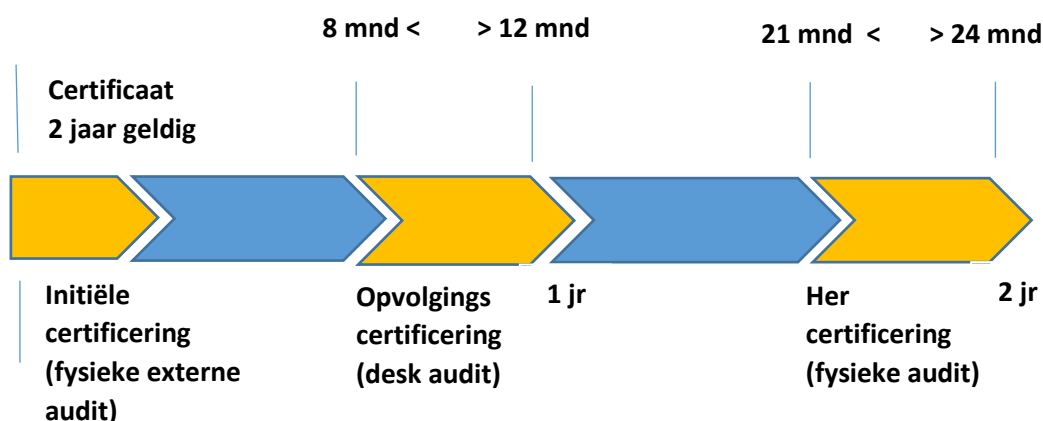 8 mnd < > 12 mnd
21 mnd < > 24 mnd
Certificaat
2 jaar geldig
Initiële
certificering
(fysieke externe
audit)
Opvolgings
certificering
(desk audit)
1 jr
Her
certificering
(fysieke audit)
2 jr